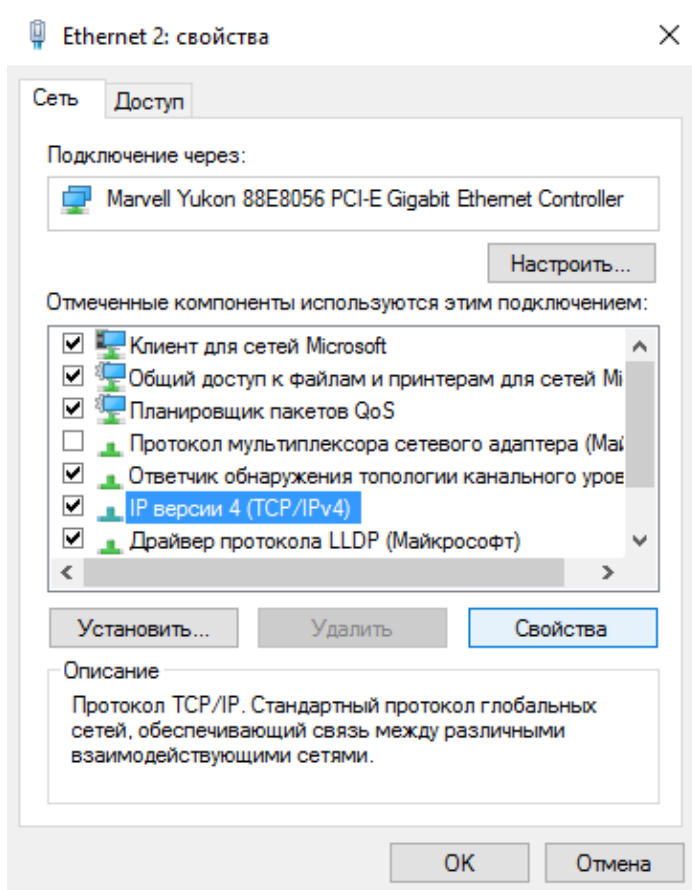 Ethernet 2: свойства
Сеть
Доступ
Подключение через:
Marvell Yukon 88E8056 PCI-E Gigabit Ethernet Controller
Настроить...
Отмеченные компоненты используются этим подключением:
Клиент для сетей Microsoft
Общий доступ к файлам и принтерам для сетей Mi
Планировщик пакетов QoS
Протокол мультиплексора сетевого адаптера (Май
Ответчик обнаружения топологии канального уров
IP версии 4 (TCP/IPv4)
Драйвер протокола LLDP (Майкрософт)
Установить...
Удалить
Свойства
Описание
Протокол TCP/IP. Стандартный протокол глобальных
сетей, обеспечивающий связь между различными
взаимодействующими сетями.
OK
Отмена